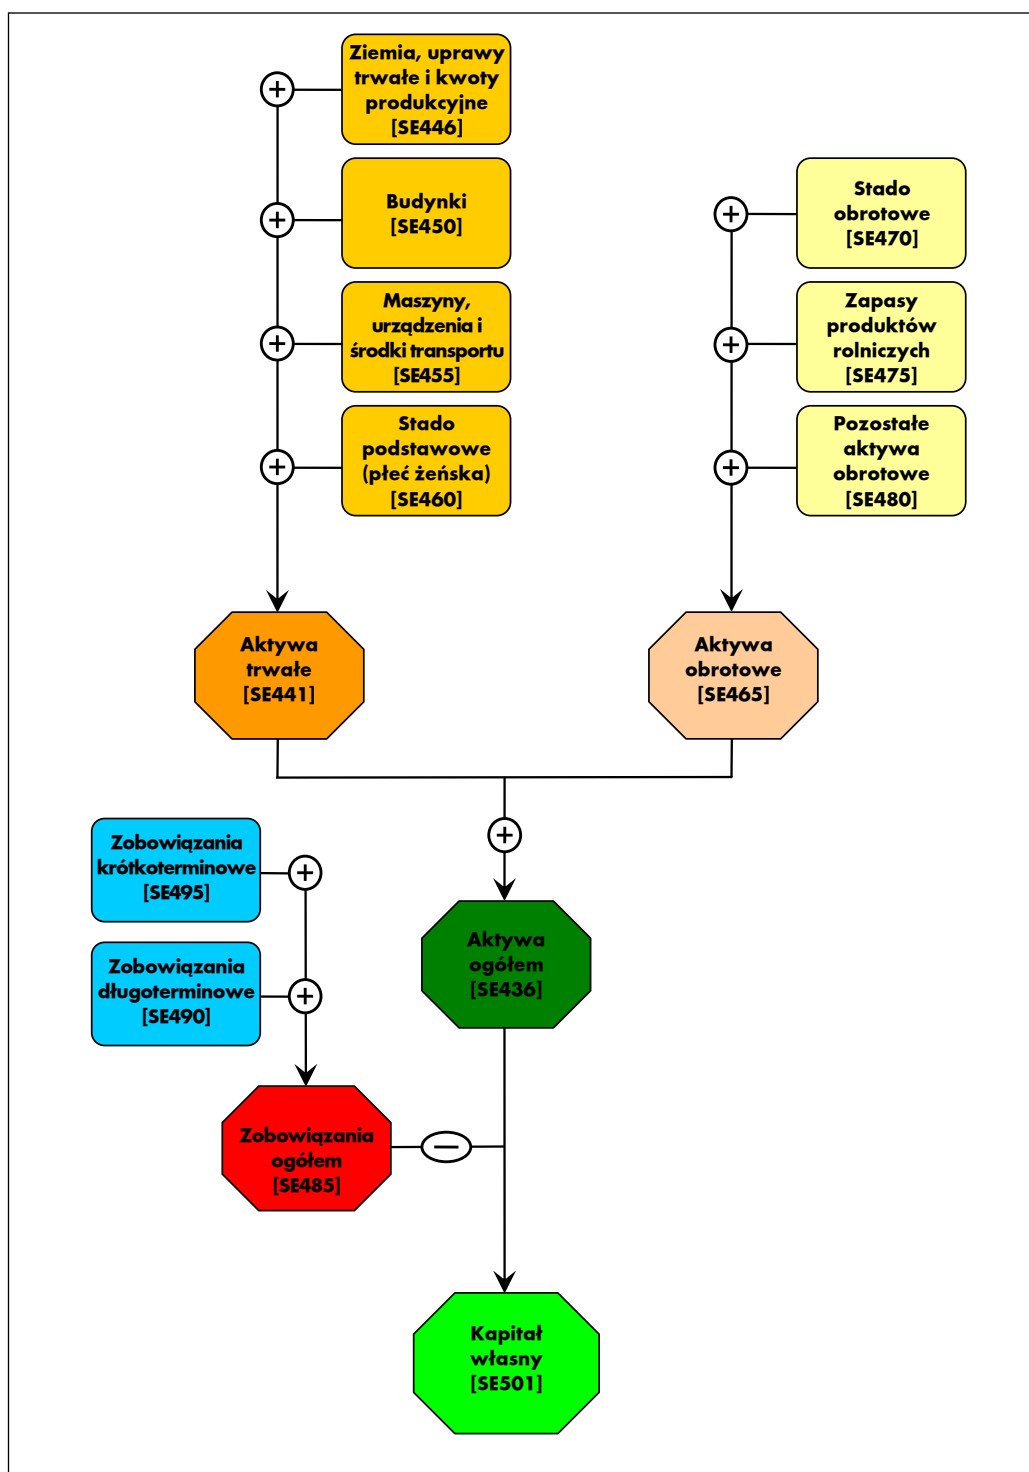 Ziemia, uprawy
trwałe i kwoty
produkcyjne
[SE446]
Budynki
[SE450]
Maszyny,
urządzenia i
środki transportu
[SE455]
Stado
podstawowe
(płeć żeńska)
[SE460]
Stado
obrotowe
[SE470]
Zapasy
produktów
rolniczych
[SE475]
Pozostałe
aktywa
obrotowe
[SE480]
Aktywa
trwałe
[SE441]
Aktywa
obrotowe
[SE465]
Zobowiązania
krótkoterminowe
[SE495]
Zobowiązania
długoterminowe
[SE490]
Aktywa
ogółem
[SE436]
Zobowiązania
ogółem
[SE485]
Kapitał
własny
[SE501]